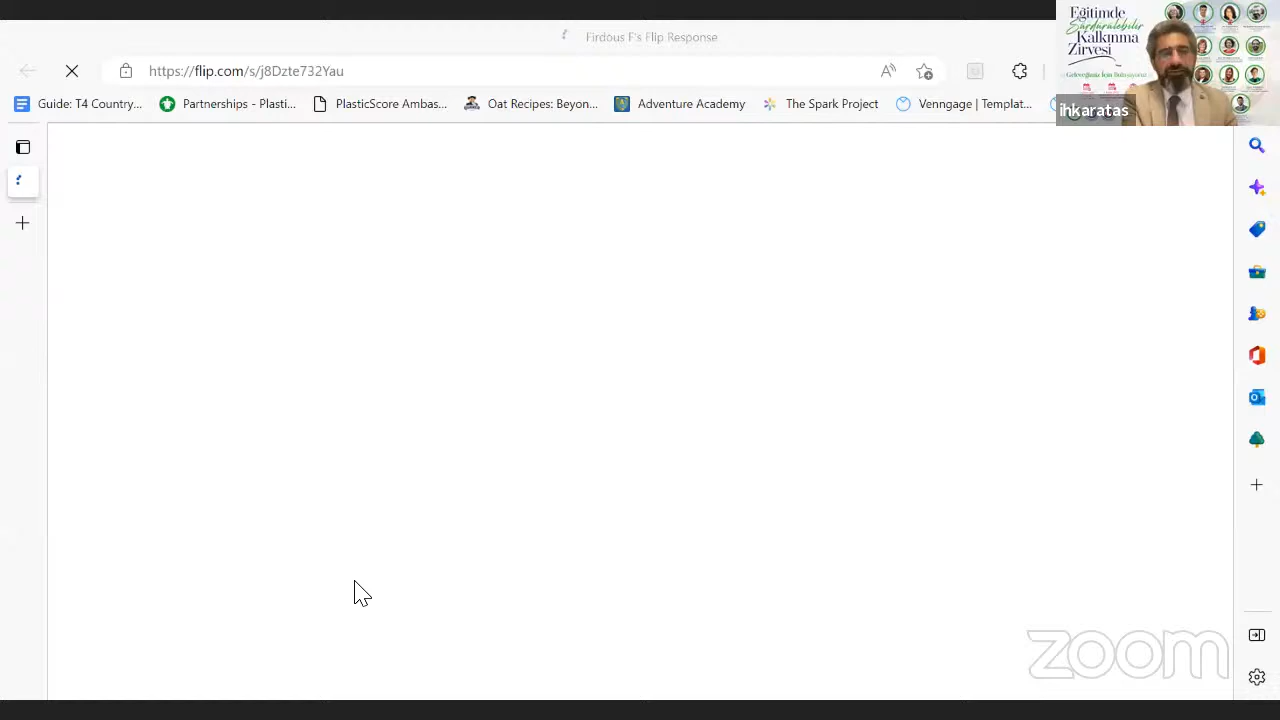 Firdous F's Flip Response
https://flip.com/s/j8Dzte732Yau
Guide: T4 Country... Partnerships - Plasti... PlasticScore Ambas... Oat Recipes | Beyon... Adventure Academy The Spark Project Venngage | Templat...
Eğitimde
Sürdürülebilir
Kalkınma
Zirvesi
ihkaratas
zoom